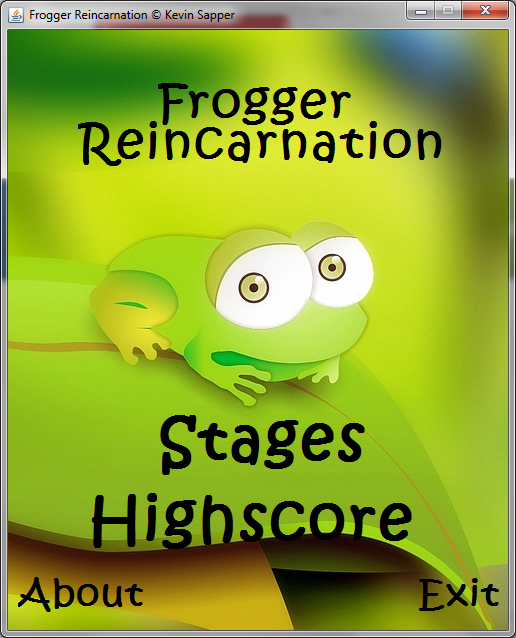 Frogger Reincarnation © Kevin Sapper
Frogger
Reincarnation
Stages
Highscore
About
Exit